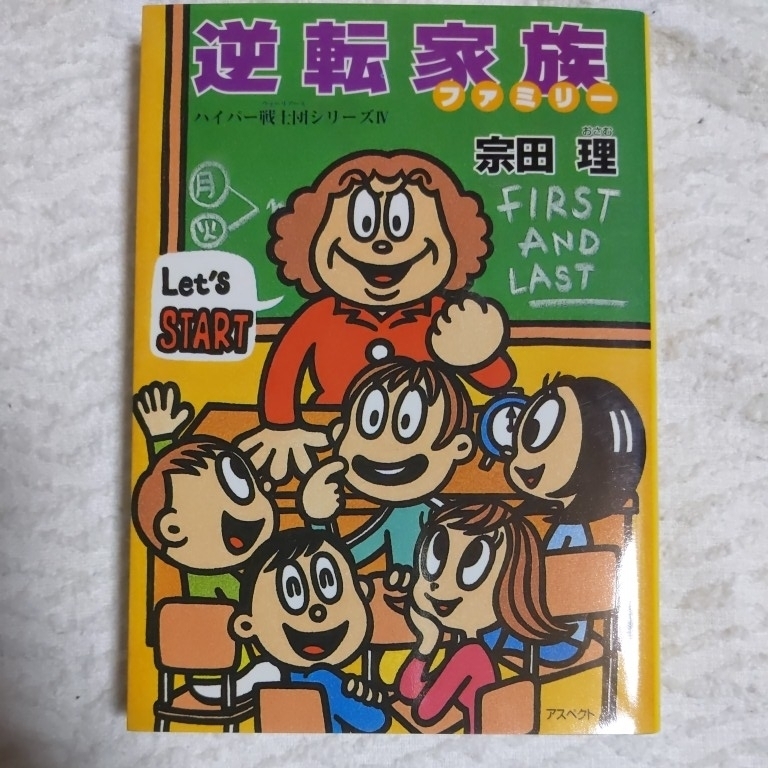 逆転家族
ファミリー
ハイパー戦士団シリーズⅣ
おさむ
宗田 理
月
火
FIRST
AND
LAST
Let's
START
アスペクト